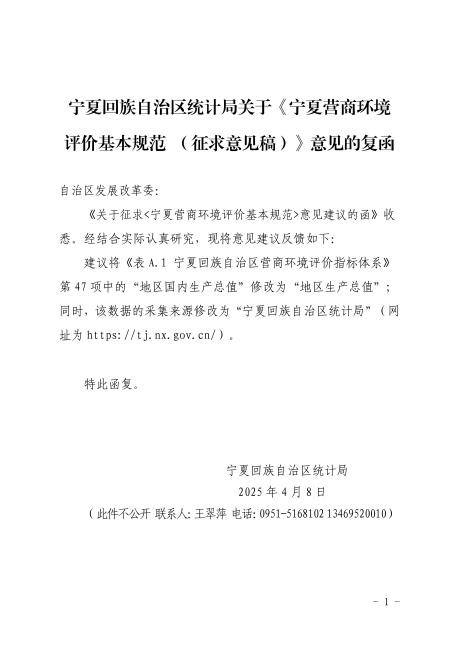 宁夏回族自治区统计局关于《宁夏营商环境
评价基本规范 （征求意见稿）》意见的复函
自治区发展改革委：
《关于征求<宁夏营商环境评价基本规范>意见建议的函》收
悉。经结合实际认真研究，现将意见建议反馈如下：
建议将《表 A.1 宁夏回族自治区营商环境评价指标体系》
第 47 项中的“地区国内生产总值”修改为“地区生产总值”；
同时，该数据的采集来源修改为“宁夏回族自治区统计局”（网
址为 https://tj.nx.gov.cn/）。
特此函复。
宁夏回族自治区统计局
2025 年 4 月 8 日
（此件不公开 联系人：王翠萍 电话：0951-5168102 13469520010）
- 1 -